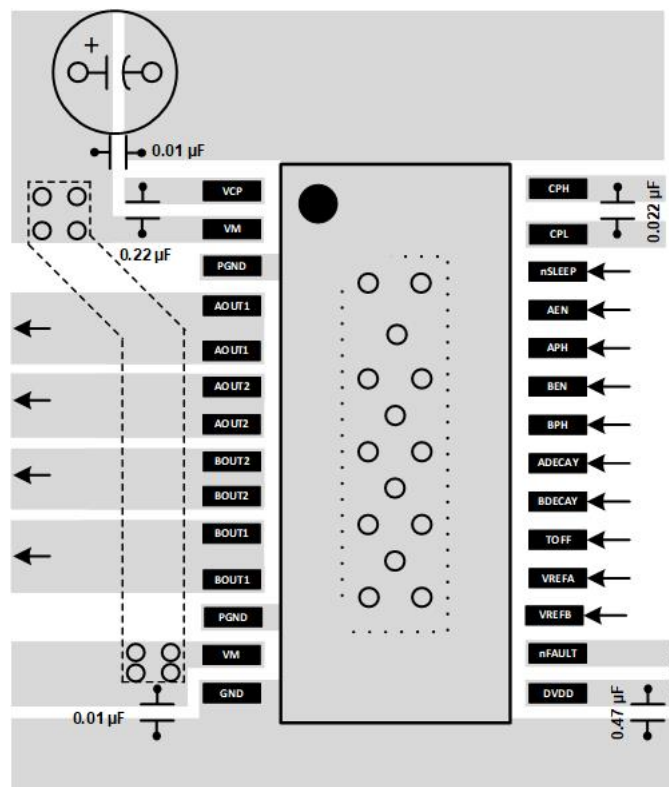 +
0.01 µF
VCP
CPH
0.022 µF
VM
CPL
0.22 µF
PGND
nSLEEP
AOUT1
AEN
AOUT1
APH
AOUT2
BEN
AOUT2
BPH
BOUT2
ADECAY
BOUT2
BDECAY
BOUT1
TOFF
BOUT1
VREFA
PGND
VREFB
VM
nFAULT
GND
DVDD
0.01 µF
0.47 µF